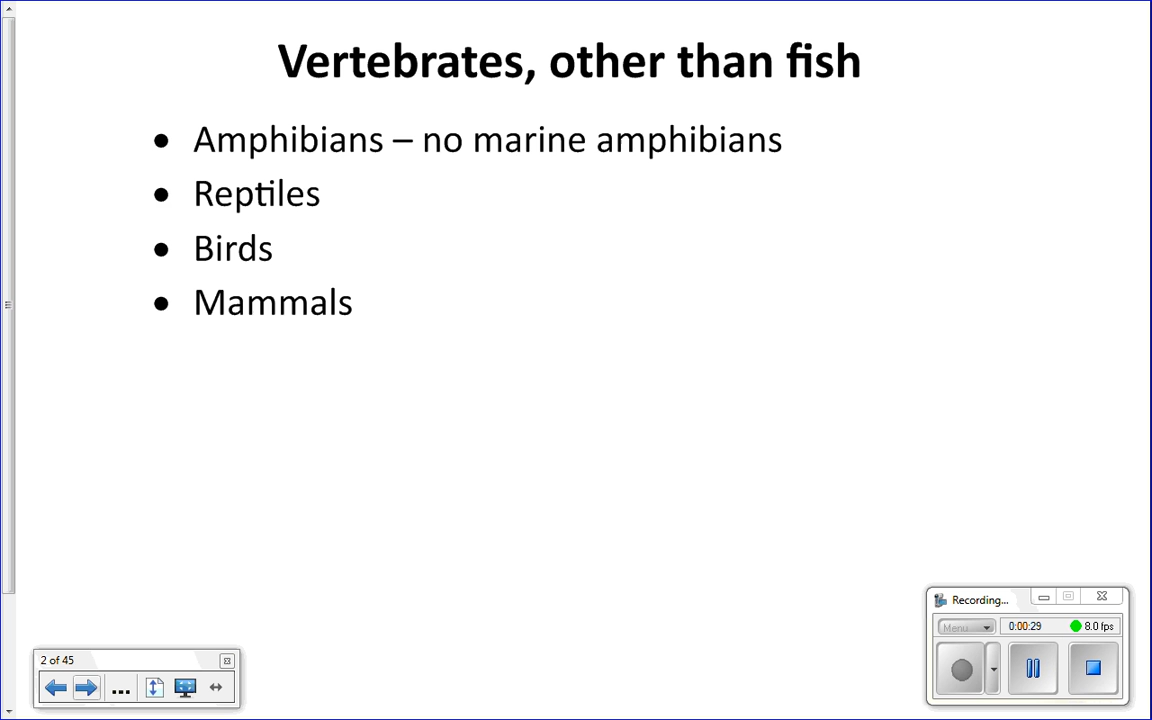 Vertebrates, other than fish
• Amphibians – no marine amphibians
• Reptiles
• Birds
• Mammals
Recording...
Menu
0:00:29
8.0 fps
2 of 45
...